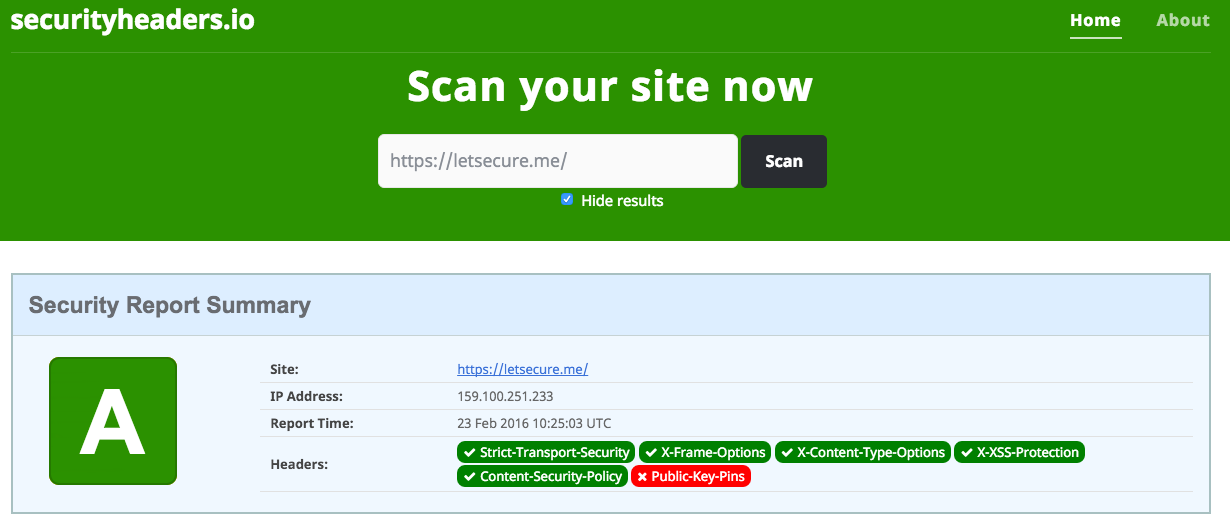 securityheaders.io
Home About
Scan your site now
https://letsecure.me/ Scan
Hide results
Security Report Summary
A
Site: https://letsecure.me/
IP Address: 159.100.251.233
Report Time: 23 Feb 2016 10:25:03 UTC
Headers: Strict-Transport-Security X-Frame-Options X-Content-Type-Options X-XSS-Protection
Content-Security-Policy Public-Key-Pins